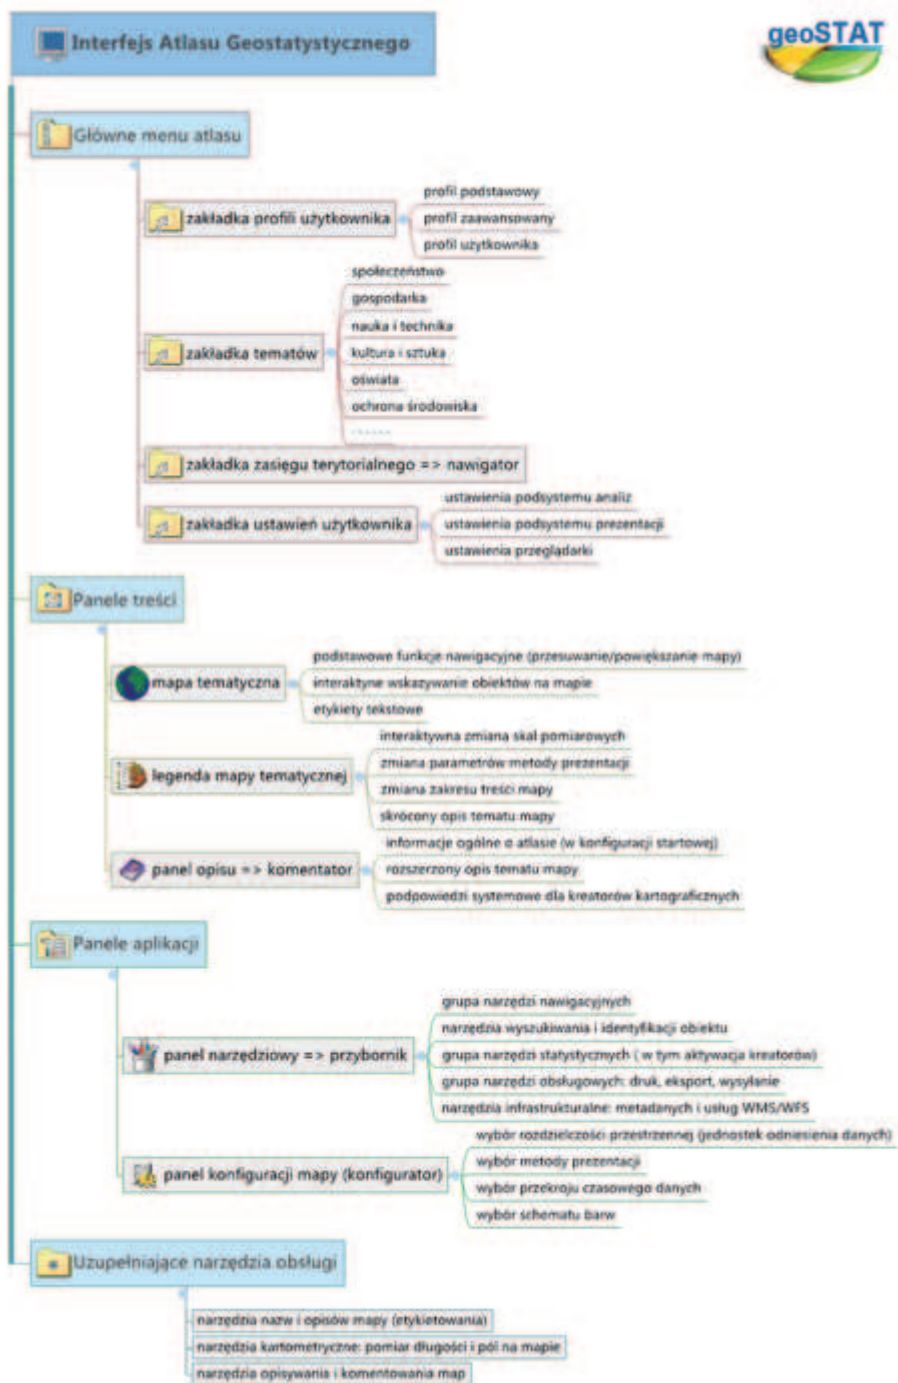 Interfejs Atlasu Geostatystycznego
geoSTAT
Główne menu atlasu
zakładka profili użytkownika
profil podstawowy
profil zaawansowany
profil użytkownika
zakładka tematów
społeczeństwo
gospodarka
nauka i technika
kultura i sztuka
oświata
ochrona środowiska
......
zakładka zasięgu terytorialnego => nawigator
zakładka ustawień użytkownika
ustawienia podsystemu analiz
ustawienia podsystemu prezentacji
ustawienia przeglądarki
Panele treści
mapa tematyczna
podstawowe funkcje nawigacyjne (przesuwanie/powiększanie mapy)
interaktyne wskazywanie obiektów na mapie
etykiety tekstowe
legenda mapy tematycznej
interaktywna zmiana skal pomiarowych
zmiana parametrów metody prezentacji
zmiana zakresu treści mapy
skrócony opis tematu mapy
panel opisu => komentator
informacje ogólne o atlasie (w konfiguracji startowej)
rozszerzony opis tematu mapy
podpowiedzi systemowe dla kreatorów kartograficznych
Panele aplikacji
panel narzędziowy => przybornik
grupa narzędzi nawigacyjnych
narzędzia wyszukiwania i identyfikacji obiektu
grupa narzędzi statystycznych ( w tym aktywacja kreatorów)
grupa narzędzi obsługowych: druk, eksport, wysyłanie
narzędzia infrastrukturalne: metadanych i usług WMS/WFS
panel konfiguracji mapy (konfigurator)
wybór rozdzielczości przestrzennej (jednostek odniesienia danych)
wybór metody prezentacji
wybór przekroju czasowego danych
wybór schematu barw
Uzupełniające narzędzia obsługi
narzędzia nazw i opisów mapy (etykietowania)
narzędzia kartometryczne: pomiar długości i pól na mapie
narzędzia opisywania i komentowania map